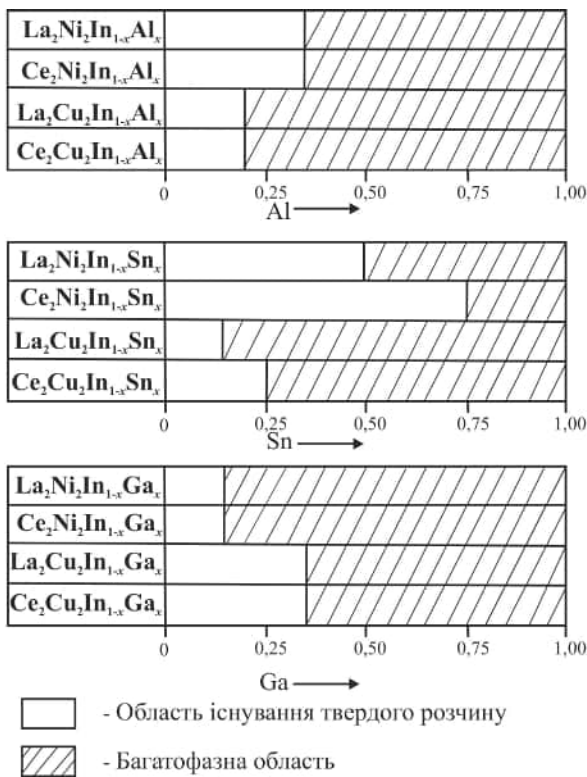 La₂Ni₂In₁₋ₓAlₓ
Ce₂Ni₂In₁₋ₓAlₓ
La₂Cu₂In₁₋ₓAlₓ
Ce₂Cu₂In₁₋ₓAlₓ
0 0,25 0,50 0,75 1,00
Al
La₂Ni₂In₁₋ₓSnₓ
Ce₂Ni₂In₁₋ₓSnₓ
La₂Cu₂In₁₋ₓSnₓ
Ce₂Cu₂In₁₋ₓSnₓ
0 0,25 0,50 0,75 1,00
Sn
La₂Ni₂In₁₋ₓGaₓ
Ce₂Ni₂In₁₋ₓGaₓ
La₂Cu₂In₁₋ₓGaₓ
Ce₂Cu₂In₁₋ₓGaₓ
0 0,25 0,50 0,75 1,00
Ga
- Область існування твердого розчину
- Багатофазна область